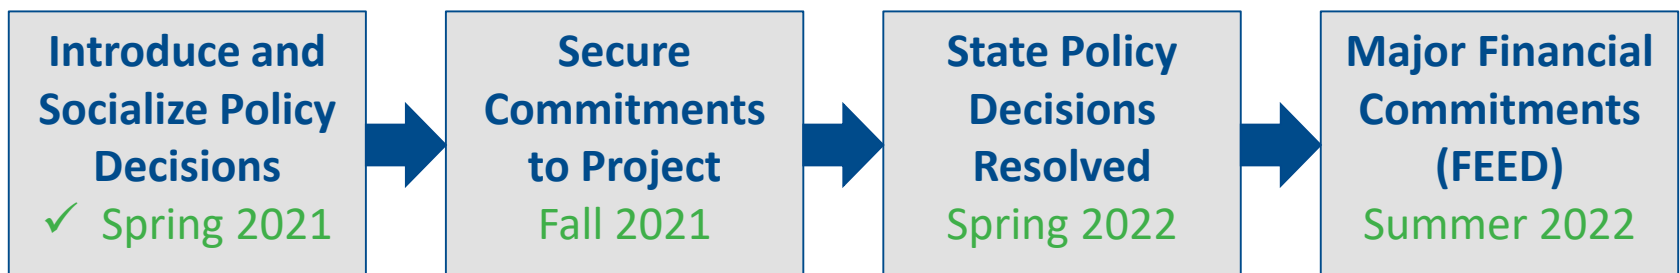 Introduce and
Socialize Policy
Decisions
✓ Spring 2021
Secure
Commitments
to Project
Fall 2021
State Policy
Decisions
Resolved
Spring 2022
Major Financial
Commitments
(FEED)
Summer 2022